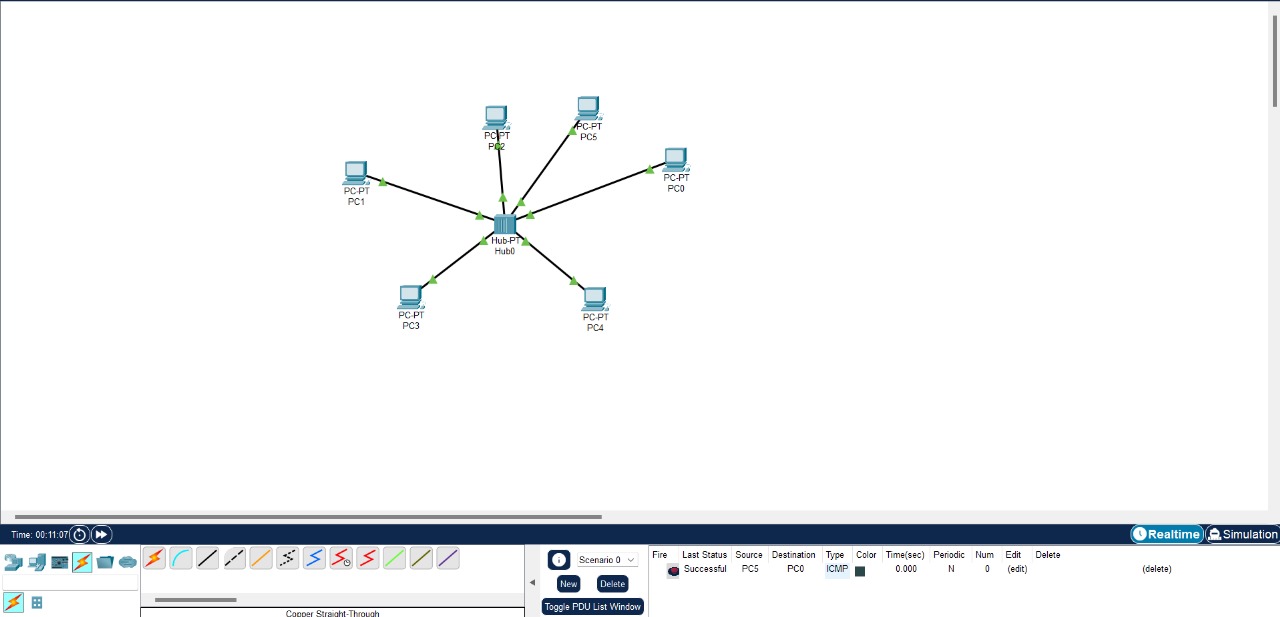 PC-PT
PC5
PC-PT
PC2
PC-PT
PC0
PC-PT
PC1
Hub-PT
Hub0
PC-PT
PC3
PC-PT
PC4
Time: 00:11:07
Realtime
Simulation
Scenario 0
New
Delete
Toggle PDU List Window
Fire Last Status Source Destination Type Color Time(sec) Periodic Num Edit Delete
Successful PC5 PC0 ICMP 0.000 N 0 (edit) (delete)
Copper Straight-Through